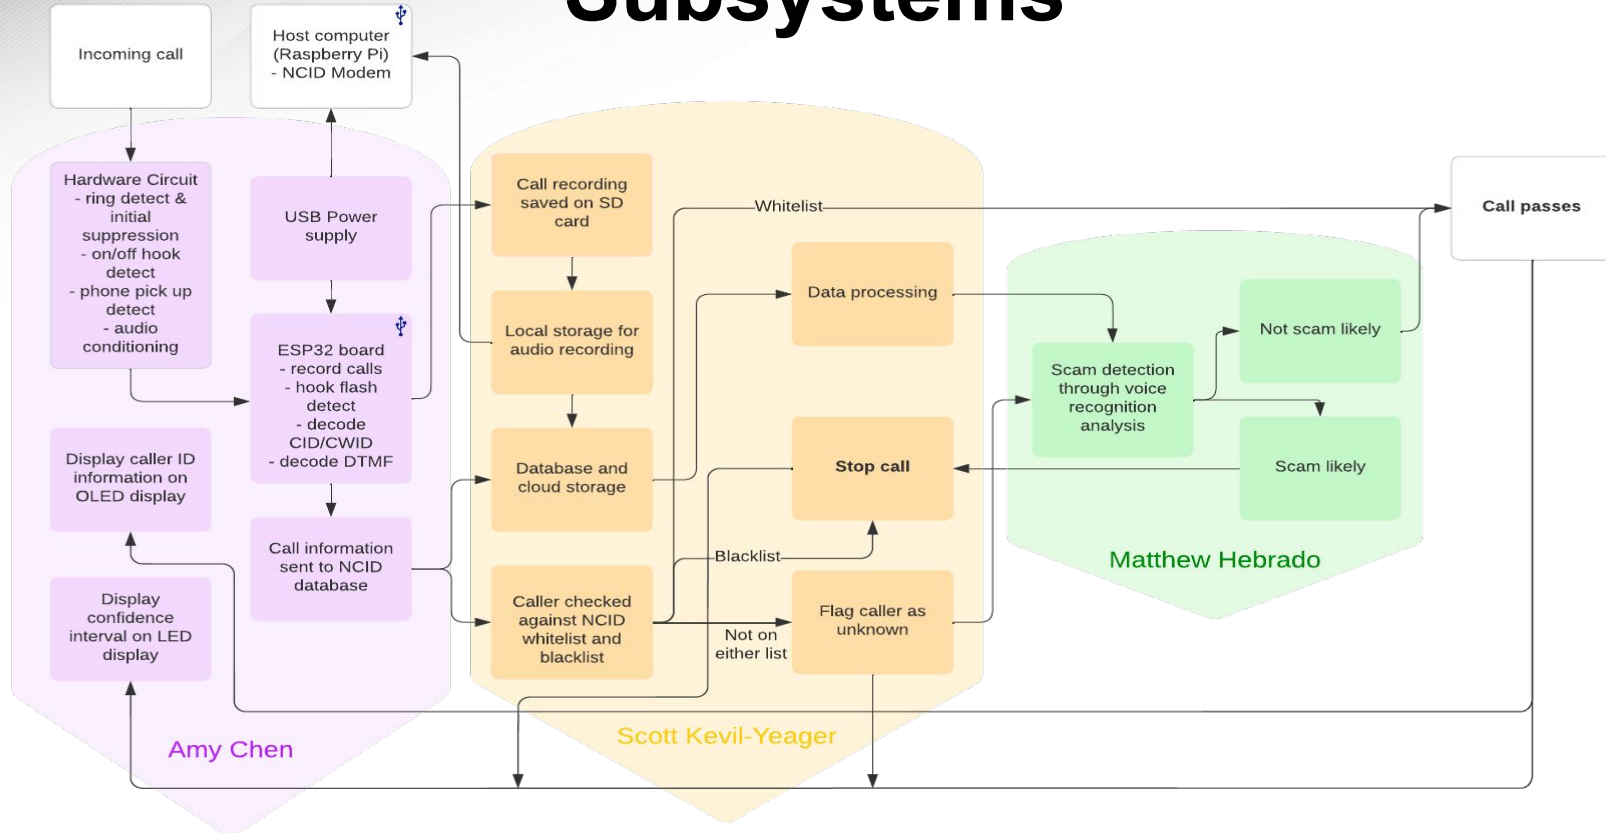 Subsystems
Incoming call
Host computer
(Raspberry Pi)
- NCID Modem
Hardware Circuit
- ring detect &
initial
suppression
- on/off hook
detect
- phone pick up
detect
- audio
conditioning
USB Power
supply
ESP32 board
- record calls
- hook flash
detect
- decode
CID/CWID
- decode DTMF
Display caller ID
information on
OLED display
Call information
sent to NCID
database
Display
confidence
interval on LED
display
Amy Chen
Call recording
saved on SD
card
Local storage for
audio recording
Database and
cloud storage
Caller checked
against NCID
whitelist and
blacklist
Whitelist
Data processing
Stop call
Blacklist
Flag caller as
unknown
Not on
either list
Scott Kevil-Yeager
Scam detection
through voice
recognition
analysis
Not scam likely
Scam likely
Matthew Hebrado
Call passes